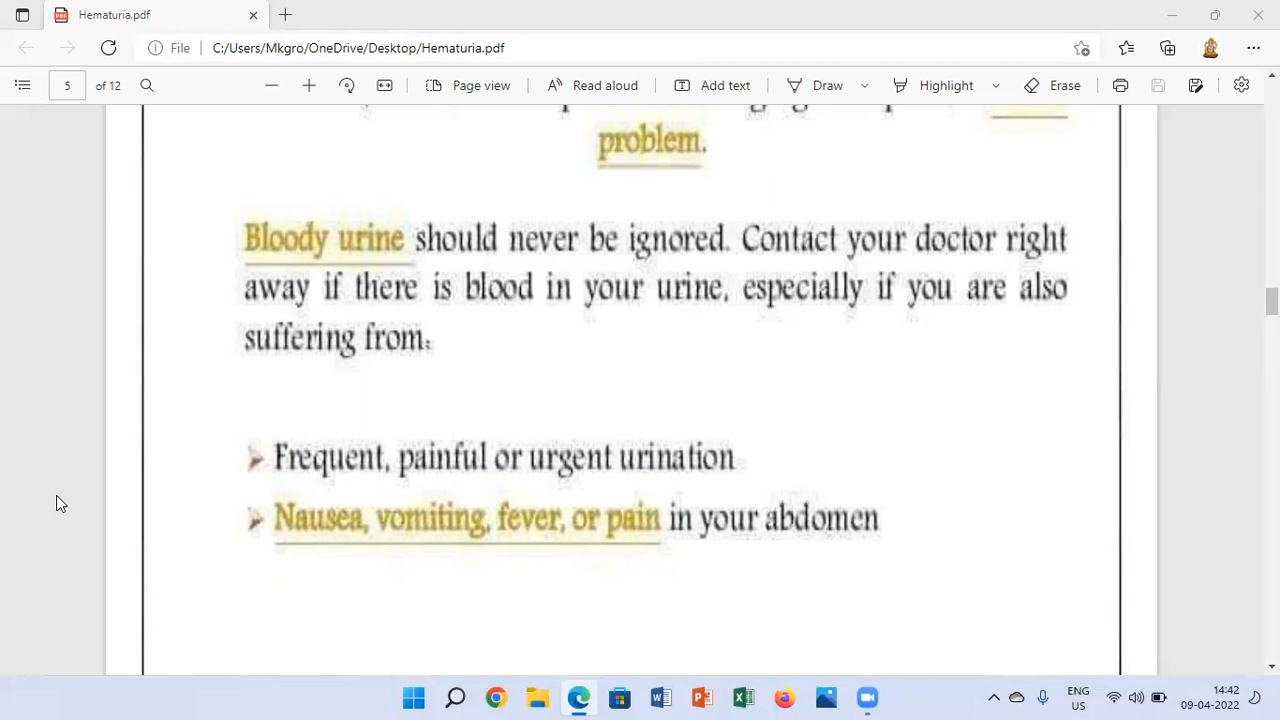 Hematuria.pdf
File
C:/Users/Mkgro/OneDrive/Desktop/Hematuria.pdf
5 of 12
Page view
Read aloud
Add text
Draw
Highlight
Erase
problem.
Bloody urine should never be ignored. Contact your doctor right
away if there is blood in your urine, especially if you are also
suffering from:
➢ Frequent, painful or urgent urination
➢ Nausea, vomiting, fever, or pain in your abdomen
ENG
US
14:42
09-04-2022